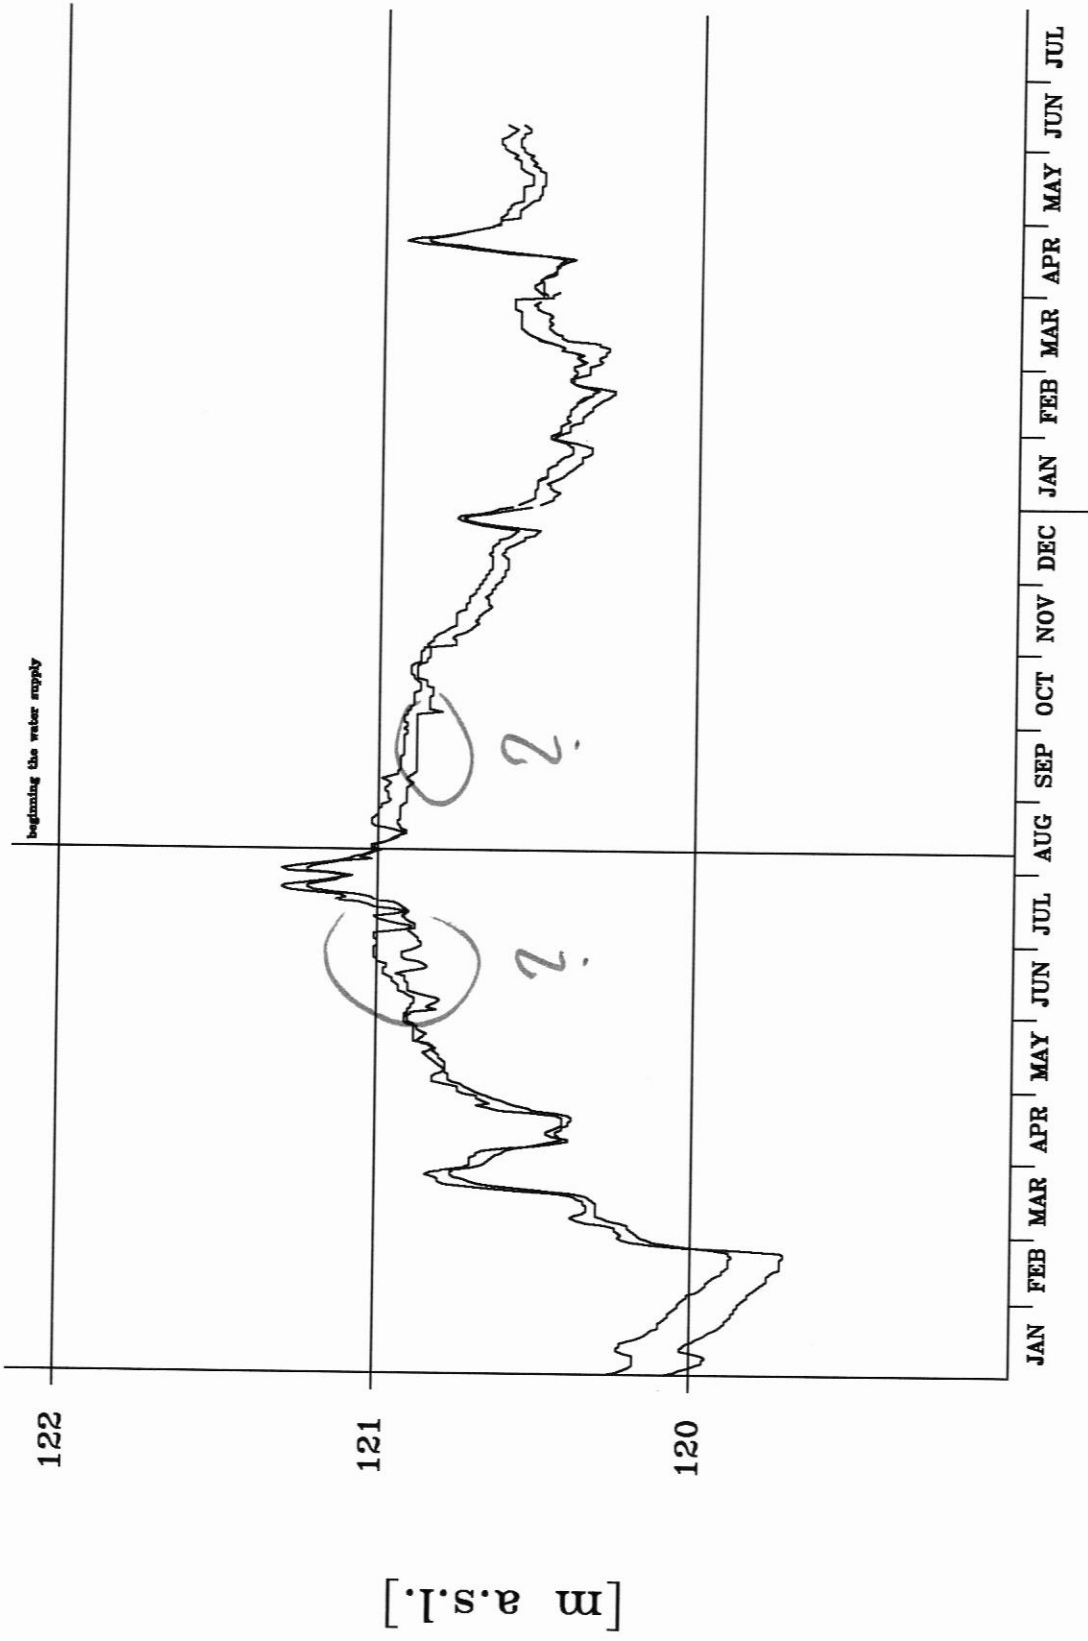 beginning the water supply
122
121
120
[m a.s.l.]
? ?
JAN FEB MAR APR MAY JUN JUL AUG SEP OCT NOV DEC JAN FEB MAR APR MAY JUN JUL